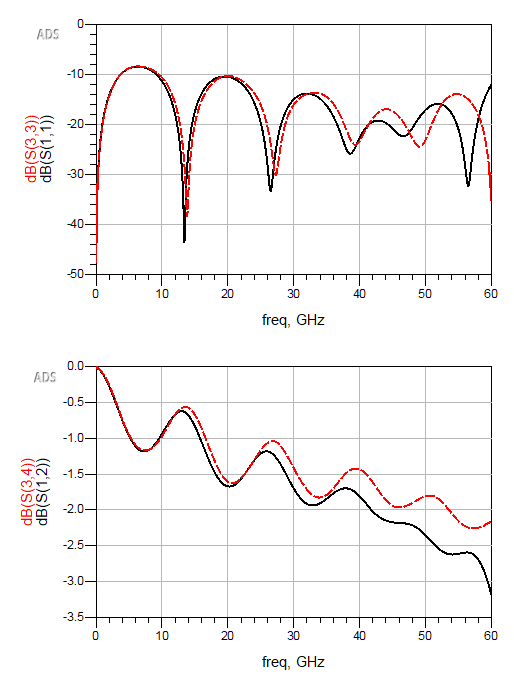 ADS
0
-10
-20
-30
-40
-50
dB(S(3,3))
dB(S(1,1))
0 10 20 30 40 50 60
freq, GHz
ADS
0.0
-0.5
-1.0
-1.5
-2.0
-2.5
-3.0
-3.5
dB(S(3,4))
dB(S(1,2))
0 10 20 30 40 50 60
freq, GHz